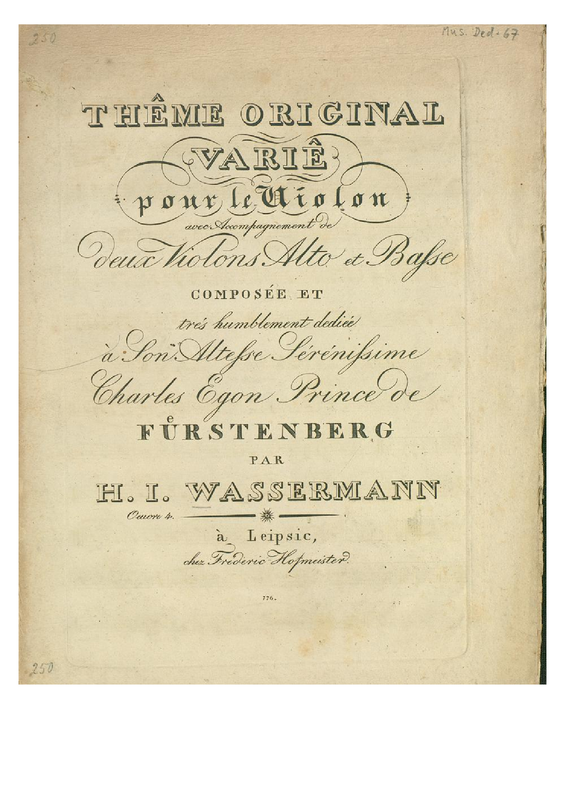 250
Mus. Ded. 67
THÊME ORIGINAL
VARIÊ
pour le Violon
avec Accompagnement de
deux Violons Alto et Baſse
COMPOSÉE ET
trés humblement dediée
à Son Alteſse Séréniſsime
Charles Egon Prince de
FÜRSTENBERG
PAR
H. I. WASSERMANN
Oeuvre 4.
à Leipsic,
chez Frederic Hofmeister.
776.
250